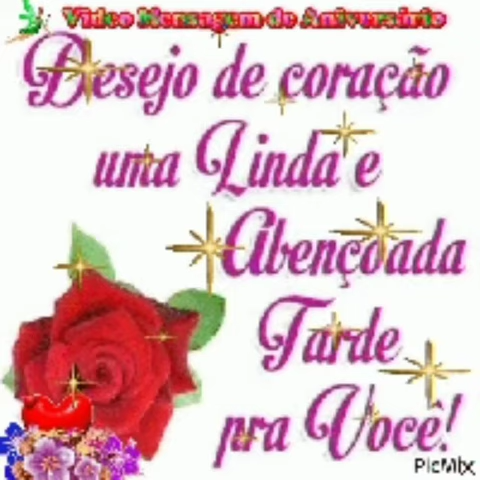 Video Mensagem de Aniversário
Desejo de coração
uma Linda e
Abençoada
Tarde
pra Você!
PicMix